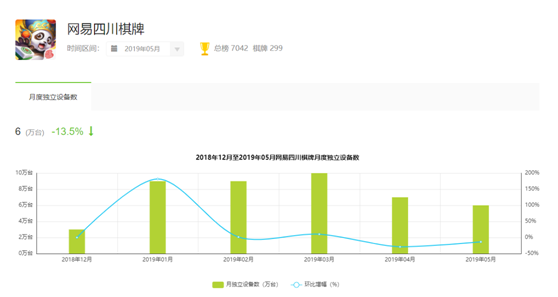 网易四川棋牌
时间区间： 2019年05月 总榜 7042 棋牌 299
月度独立设备数
6 (万台) -13.5%
2018年12月至2019年05月网易四川棋牌月度独立设备数
10万台 200%
8万台 150%
6万台 100%
4万台 50%
2万台 0%
0万台 -50%
2018年12月 2019年01月 2019年02月 2019年03月 2019年04月 2019年05月
月独立设备数（万台） 环比增幅（%）